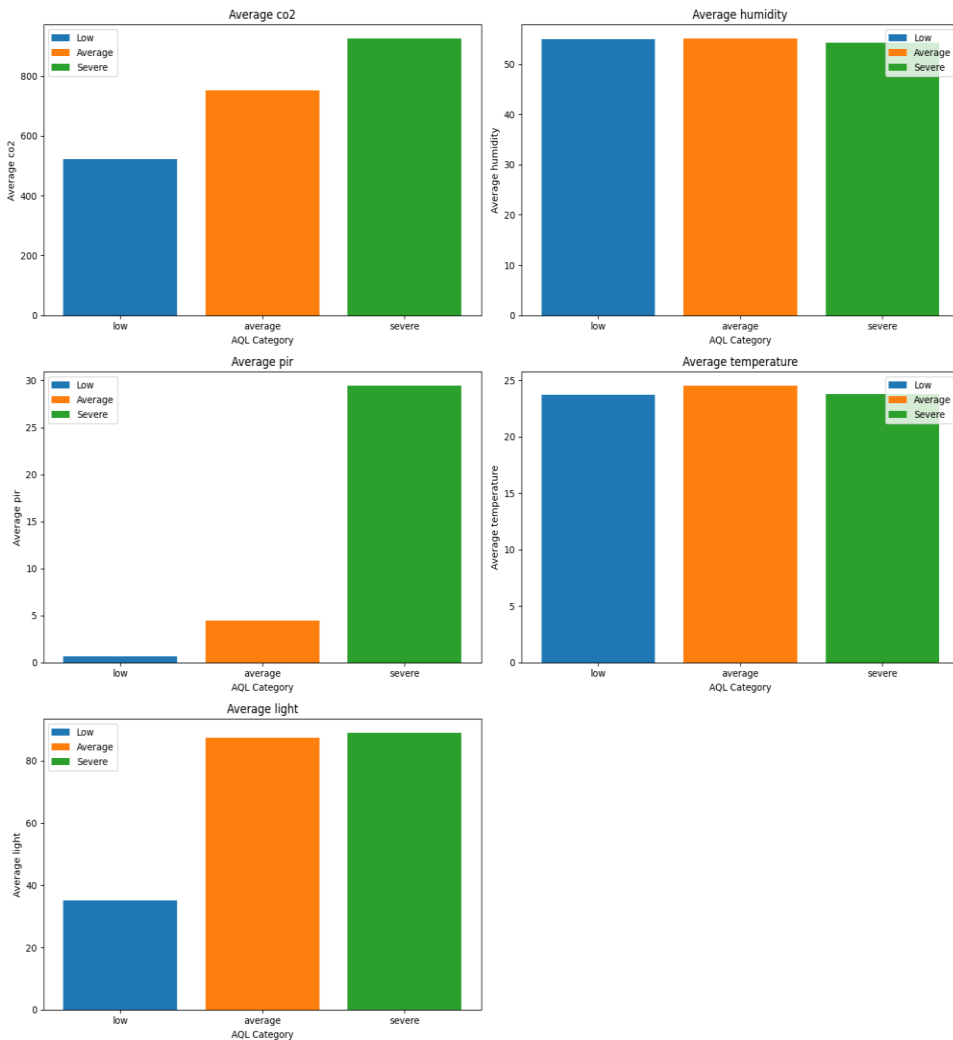 Average co2
Low
Average
Severe
800
600
400
200
0
Average co2
low
average
severe
AQL Category
Average humidity
Low
Average
Severe
50
40
30
20
10
0
Average humidity
low
average
severe
AQL Category
Average pir
Low
Average
Severe
30
25
20
15
10
5
0
Average pir
low
average
severe
AQL Category
Average temperature
Low
Average
Severe
25
20
15
10
5
0
Average temperature
low
average
severe
AQL Category
Average light
Low
Average
Severe
80
60
40
20
0
Average light
low
average
severe
AQL Category